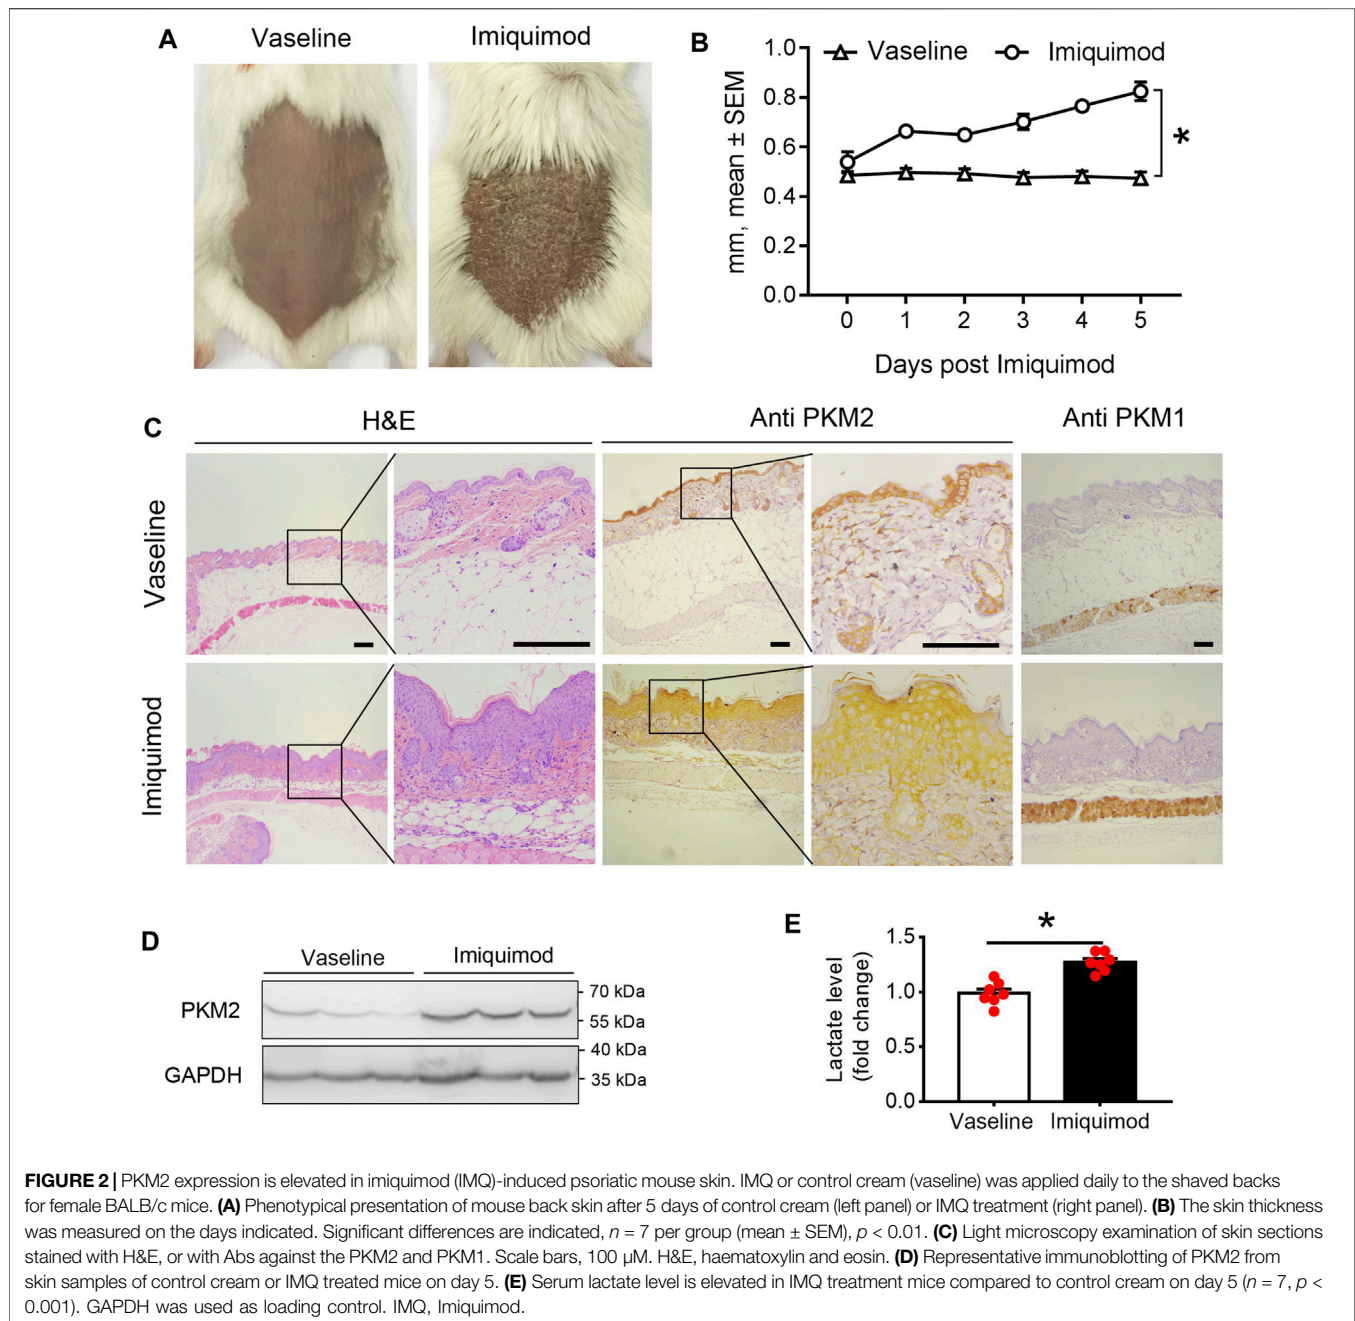 A
Vaseline
Imiquimod
B
Vaseline
Imiquimod
mm, mean ± SEM
1.0
0.8
0.6
0.4
0.2
0.0
*
0 1 2 3 4 5
Days post Imiquimod
C
H&E
Anti PKM2
Anti PKM1
Vaseline
Imiquimod
D
Vaseline
Imiquimod
PKM2
70 kDa
55 kDa
GAPDH
40 kDa
35 kDa
E
*
Lactate level
(fold change)
1.5
1.0
0.5
0.0
Vaseline Imiquimod
FIGURE 2 | PKM2 expression is elevated in imiquimod (IMQ)-induced psoriatic mouse skin. IMQ or control cream (vaseline) was applied daily to the shaved backs
for female BALB/c mice. (A) Phenotypical presentation of mouse back skin after 5 days of control cream (left panel) or IMQ treatment (right panel). (B) The skin thickness
was measured on the days indicated. Significant differences are indicated, n = 7 per group (mean ± SEM), p < 0.01. (C) Light microscopy examination of skin sections
stained with H&E, or with Abs against the PKM2 and PKM1. Scale bars, 100 μM. H&E, haematoxylin and eosin. (D) Representative immunoblotting of PKM2 from
skin samples of control cream or IMQ treated mice on day 5. (E) Serum lactate level is elevated in IMQ treatment mice compared to control cream on day 5 (n = 7, p <
0.001). GAPDH was used as loading control. IMQ, Imiquimod.